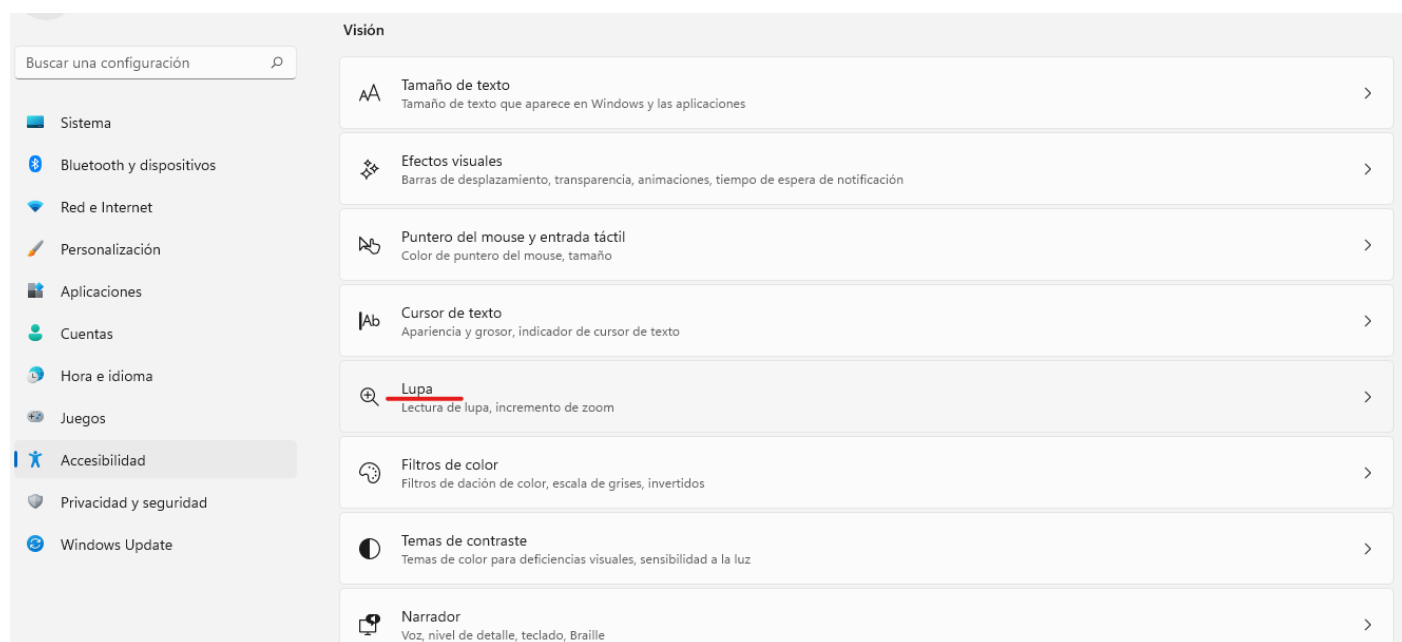 Visión
Buscar una configuración
Sistema
Bluetooth y dispositivos
Red e Internet
Personalización
Aplicaciones
Cuentas
Hora e idioma
Juegos
Accesibilidad
Privacidad y seguridad
Windows Update
Tamaño de texto
Tamaño de texto que aparece en Windows y las aplicaciones
Efectos visuales
Barras de desplazamiento, transparencia, animaciones, tiempo de espera de notificación
Puntero del mouse y entrada táctil
Color de puntero del mouse, tamaño
Cursor de texto
Apariencia y grosor, indicador de cursor de texto
Lupa
Lectura de lupa, incremento de zoom
Filtros de color
Filtros de dación de color, escala de grises, invertidos
Temas de contraste
Temas de color para deficiencias visuales, sensibilidad a la luz
Narrador
Voz, nivel de detalle, teclado, Braille